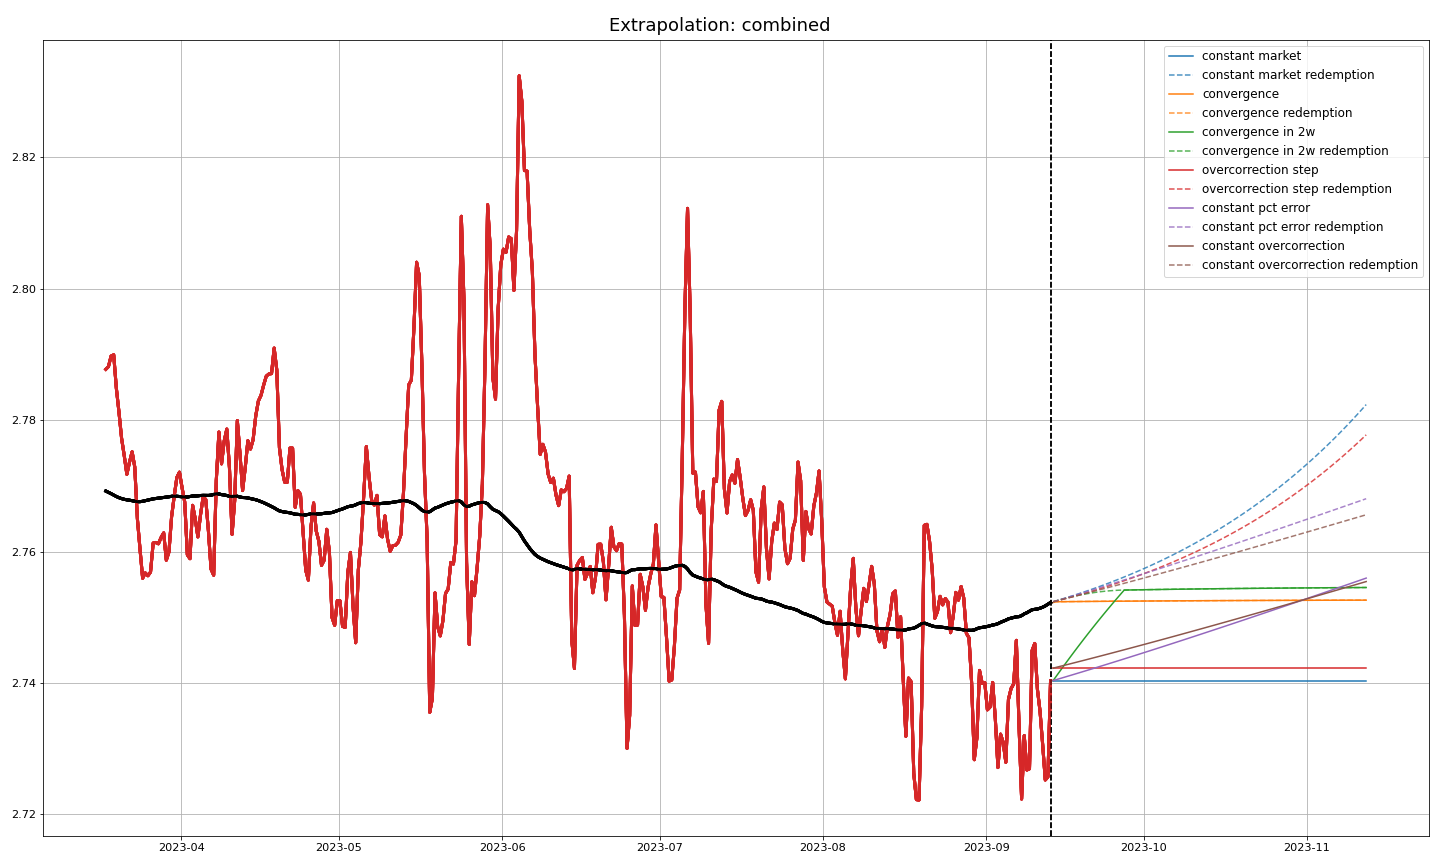 Extrapolation: combined
constant market
constant market redemption
convergence
convergence redemption
convergence in 2w
convergence in 2w redemption
overcorrection step
overcorrection step redemption
constant pct error
constant pct error redemption
constant overcorrection
constant overcorrection redemption
2.82
2.80
2.78
2.76
2.74
2.72
2023-04 2023-05 2023-06 2023-07 2023-08 2023-09 2023-10 2023-11